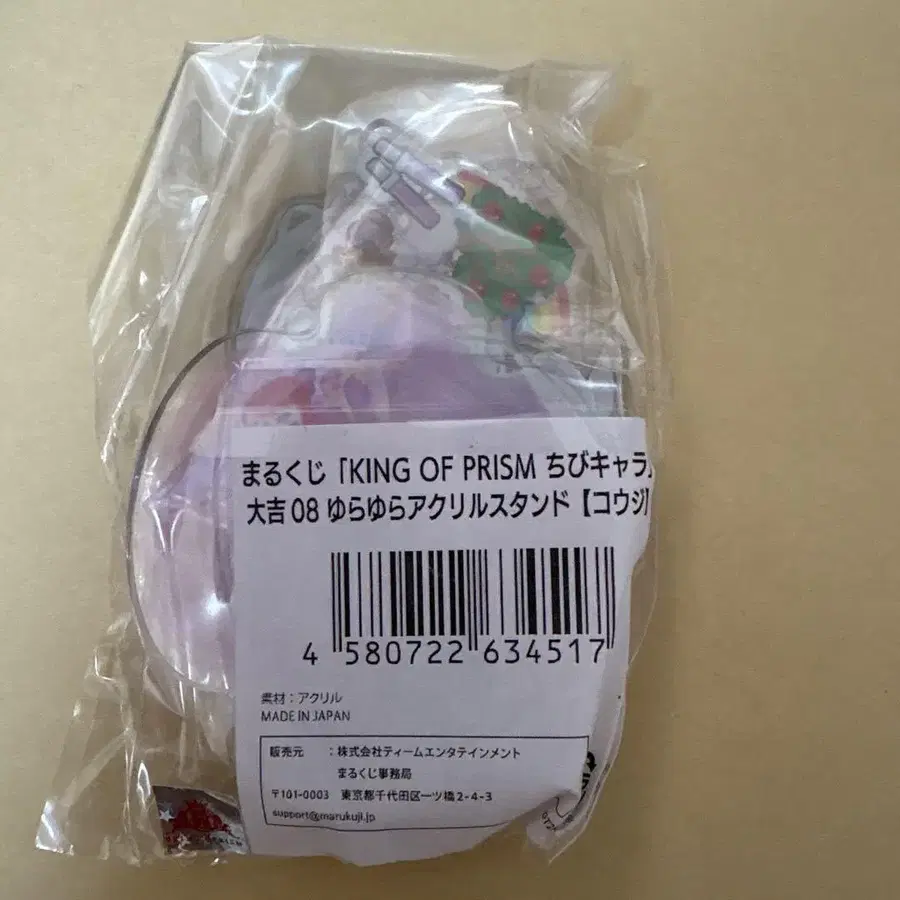 まるくじ「KING OF PRISM ちびキャラ」
大吉 08 ゆらゆらアクリルスタンド【コウジ】
4 580722 634517
素材：アクリル
MADE IN JAPAN
販売元 ：株式会社ティームエンタテインメント
まるくじ事務局
〒101-0003 東京都千代田区一ツ橋2-4-3
support@marukuji.jp